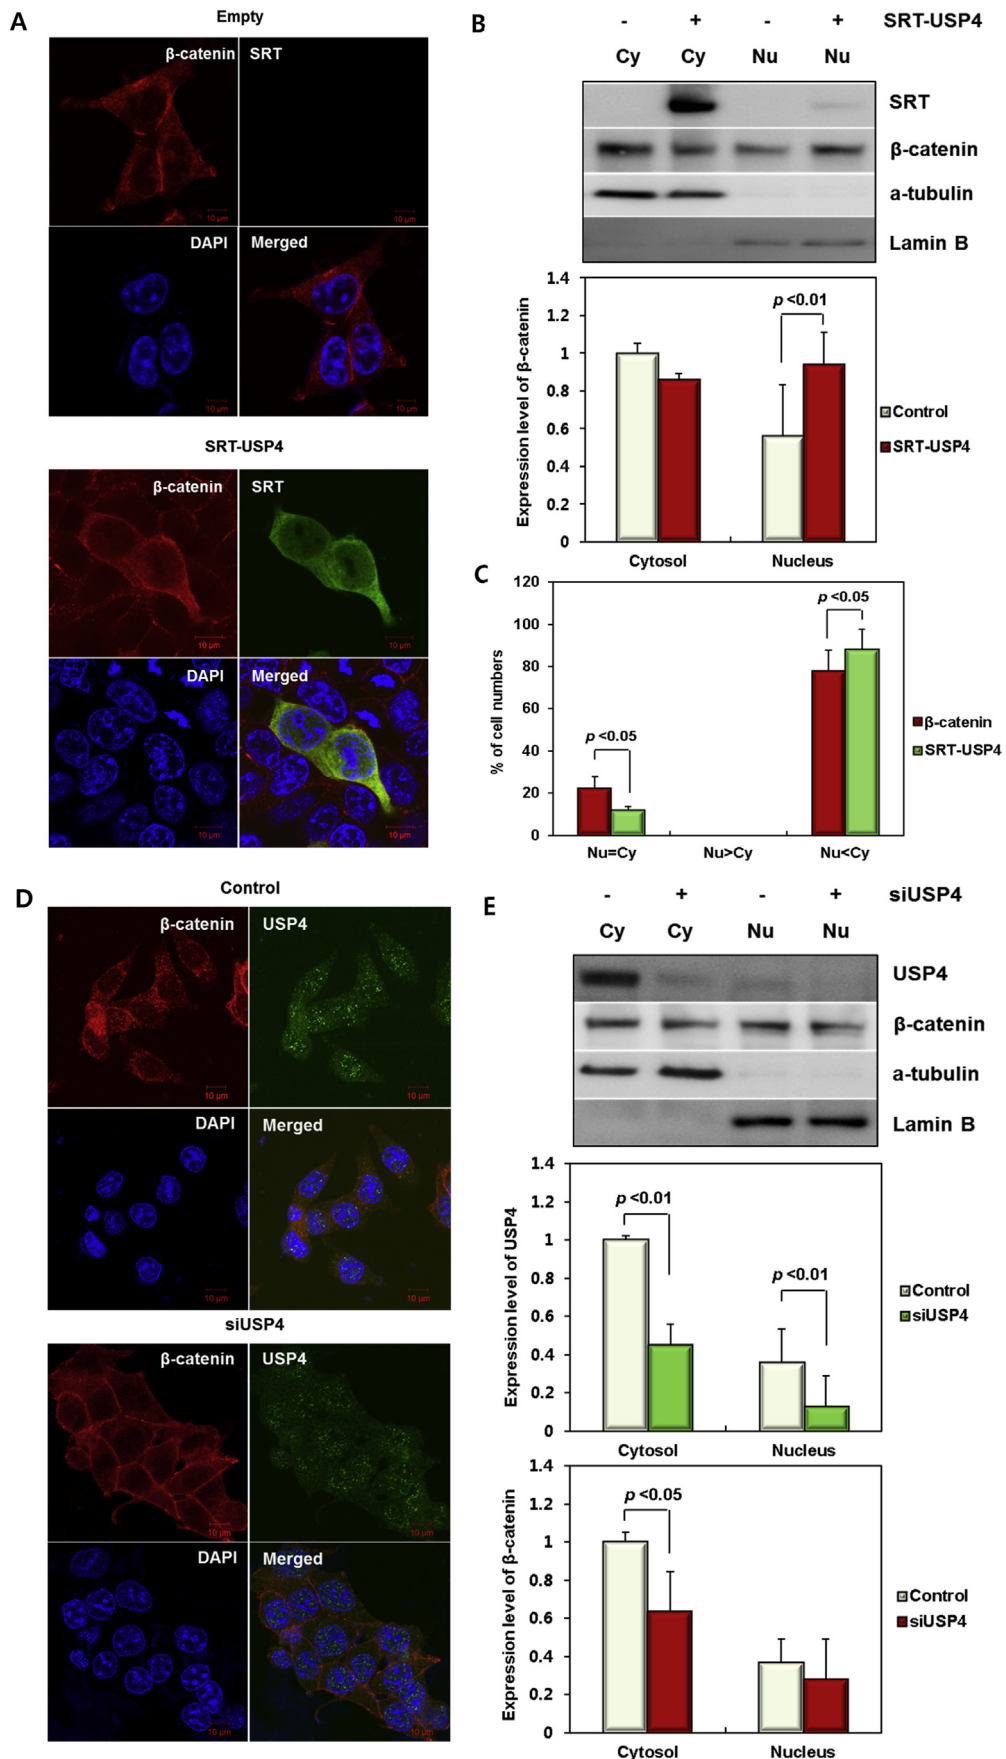 A
Empty
β-catenin
SRT
10 μm
10 μm
DAPI
Merged
10 μm
10 μm
SRT-USP4
β-catenin
SRT
10 μm
10 μm
DAPI
Merged
10 μm
10 μm
B
- + - + SRT-USP4
Cy Cy Nu Nu
SRT
β-catenin
a-tubulin
Lamin B
Expression level of β-catenin
1.4
1.2
1
0.8
0.6
0.4
0.2
0
p <0.01
Cytosol
Nucleus
Control
SRT-USP4
C
% of cell numbers
120
100
80
60
40
20
0
p <0.05
p <0.05
Nu=Cy
Nu>Cy
Nu<Cy
β-catenin
SRT-USP4
D
Control
β-catenin
USP4
10 μm
10 μm
DAPI
Merged
10 μm
10 μm
siUSP4
β-catenin
USP4
10 μm
10 μm
DAPI
Merged
10 μm
10 μm
E
- + - + siUSP4
Cy Cy Nu Nu
USP4
β-catenin
a-tubulin
Lamin B
Expression level of USP4
1.4
1.2
1
0.8
0.6
0.4
0.2
0
p <0.01
p <0.01
Cytosol
Nucleus
Control
siUSP4
Expression level of β-catenin
1.4
1.2
1
0.8
0.6
0.4
0.2
0
p <0.05
Cytosol
Nucleus
Control
siUSP4